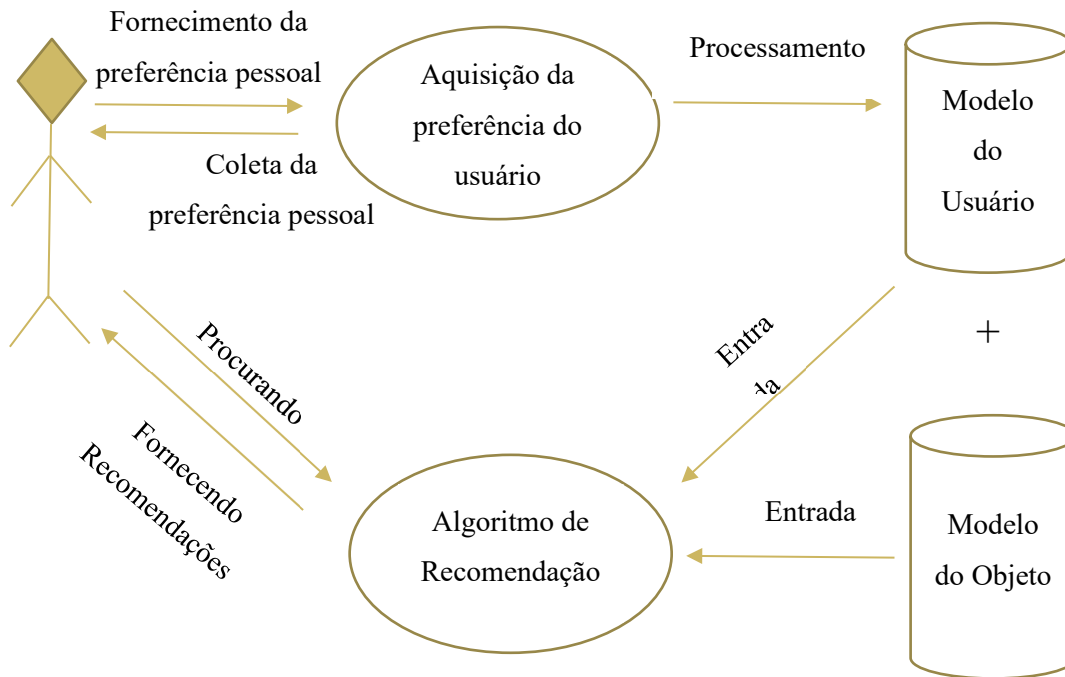 Fornecimento da
preferência pessoal
Coleta da
preferência pessoal
Aquisição da
preferência do
usuário
Processamento
Modelo
do
Usuário
+
Procurando
Fornecendo
Recomendações
Entra
da
Algoritmo de
Recomendação
Entrada
Modelo
do Objeto